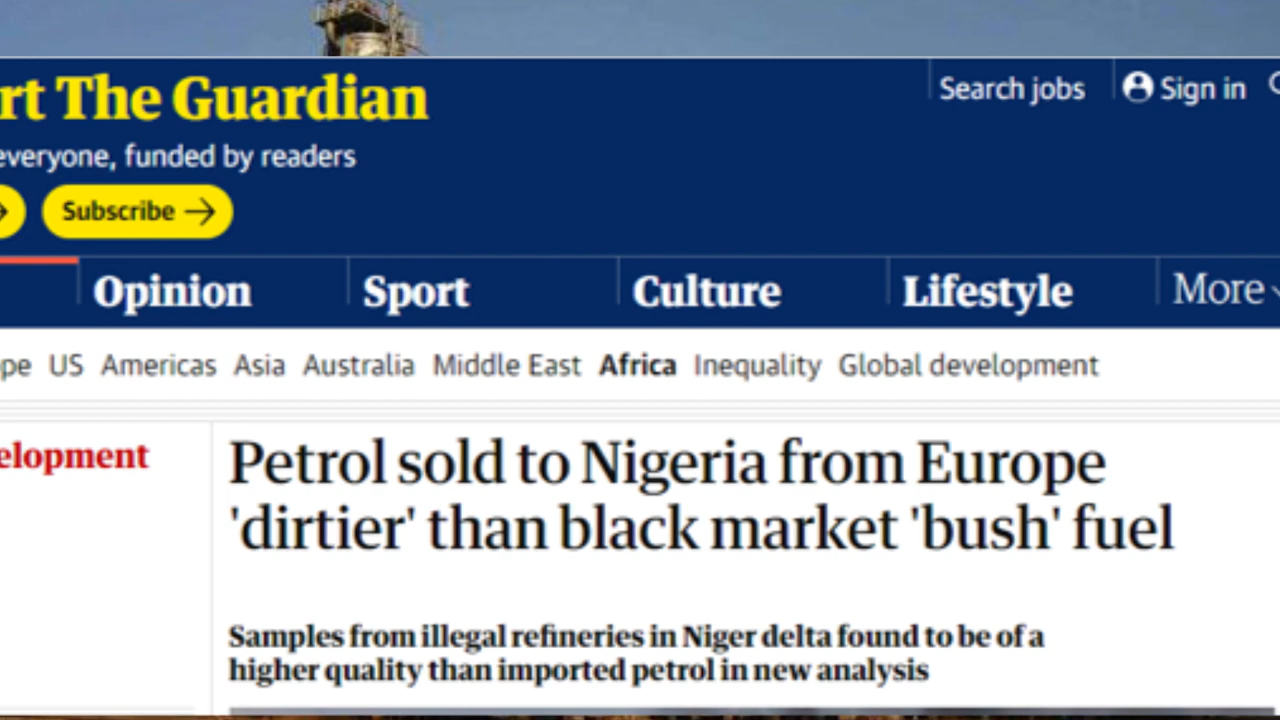 rt The Guardian
Search jobs
Sign in
everyone, funded by readers
Subscribe
Opinion
Sport
Culture
Lifestyle
More
pe US Americas Asia Australia Middle East Africa Inequality Global development
elopment
Petrol sold to Nigeria from Europe
'dirtier' than black market 'bush' fuel
Samples from illegal refineries in Niger delta found to be of a
higher quality than imported petrol in new analysis